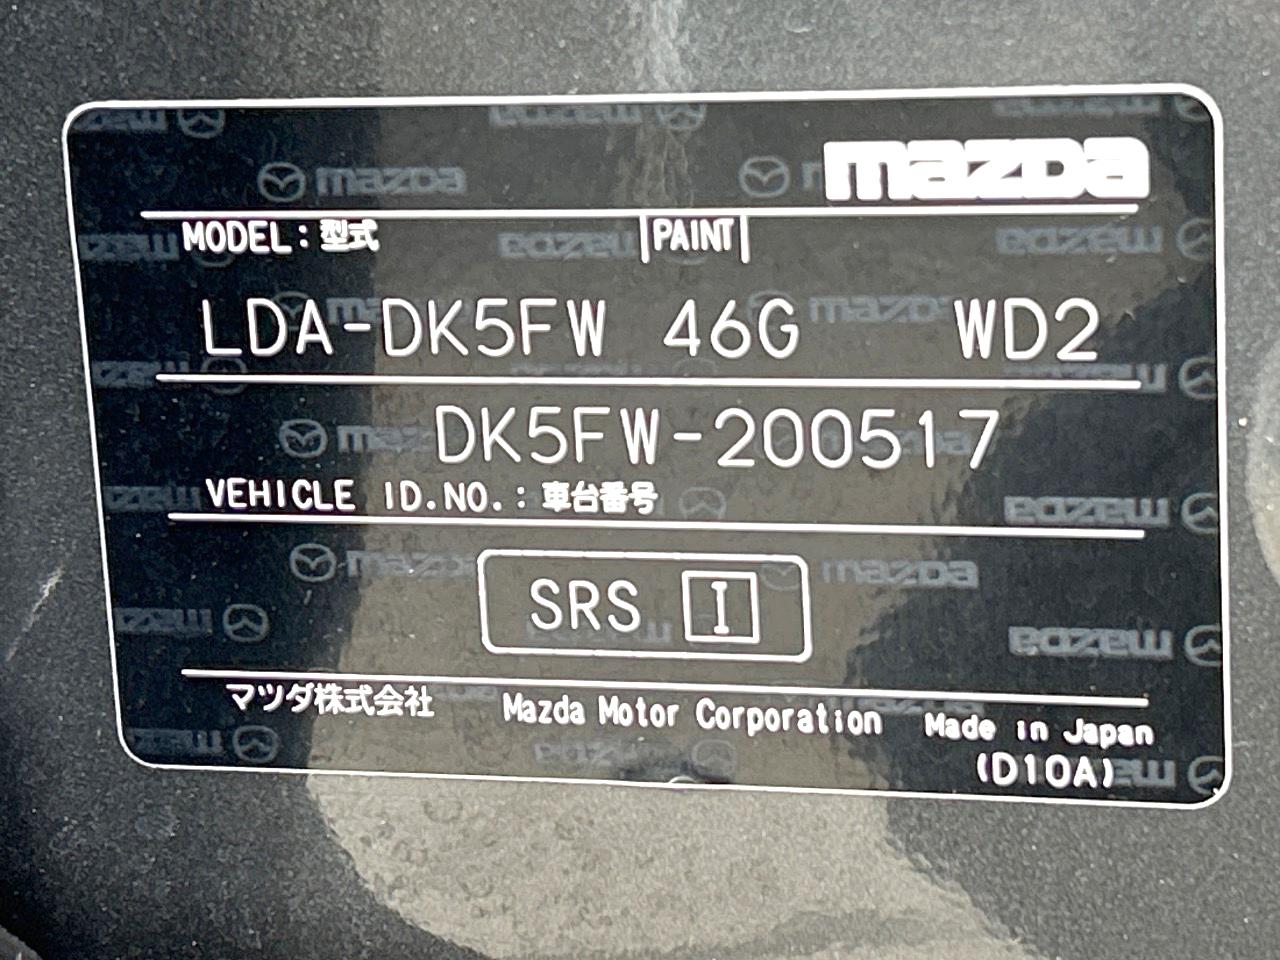 mazda
MODEL: 型式 PAINT
LDA-DK5FW 46G WD2
DK5FW-200517
VEHICLE ID.NO.: 車台番号
SRS I
マツダ株式会社 Mazda Motor Corporation Made in Japan
(D10A)